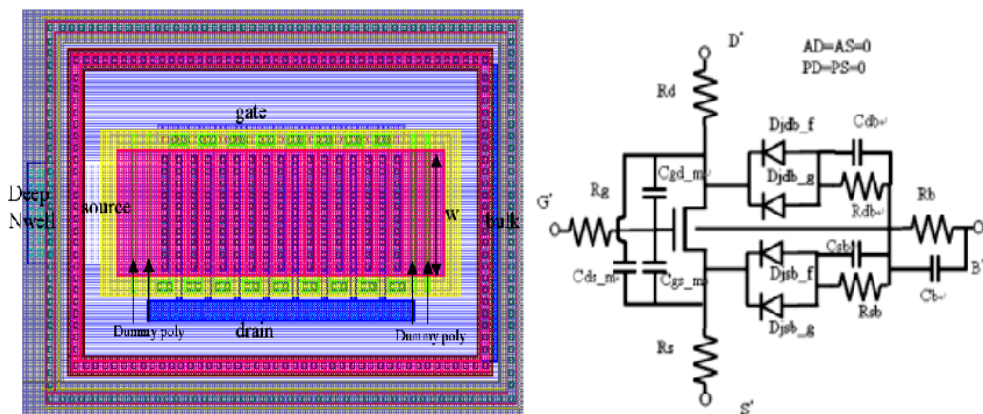 gate
Deep
Nwell
source
w
bulk
Dummy poly
drain
Dummy poly
D'
AD=AS=0
PD=PS=0
Rd
Djdb_f
Cdb
Cgd_m
Djdb_g
Rdb
Rg
Rb
G'
Csb
Cds_m
Cgs_m
Djsb_f
B'
Rsb
Cb
Djsb_g
Rs
S'